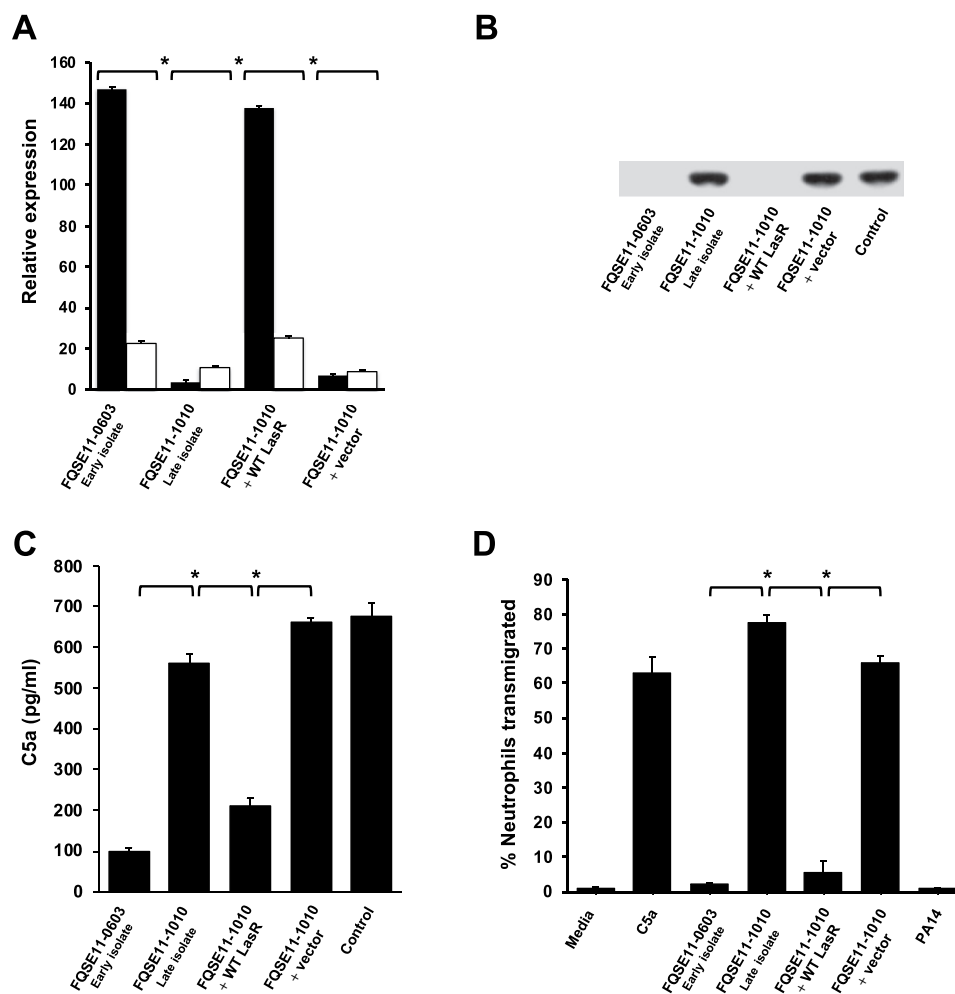 A
160
140
120
100
80
60
40
20
0
Relative expression
* * *
FQSE11-0603
Early isolate
FQSE11-1010
Late isolate
FQSE11-1010
+ WT LasR
FQSE11-1010
+ vector
B
FQSE11-0603
Early isolate
FQSE11-1010
Late isolate
FQSE11-1010
+ WT LasR
FQSE11-1010
+ vector
Control
C
800
700
600
500
400
300
200
100
0
C5a (pg/ml)
* *
FQSE11-0603
Early isolate
FQSE11-1010
Late isolate
FQSE11-1010
+ WT LasR
FQSE11-1010
+ vector
Control
D
90
80
70
60
50
40
30
20
10
0
% Neutrophils transmigrated
* *
Media
C5a
FQSE11-0603
Early isolate
FQSE11-1010
Late isolate
FQSE11-1010
+ WT LasR
FQSE11-1010
+ vector
PA14